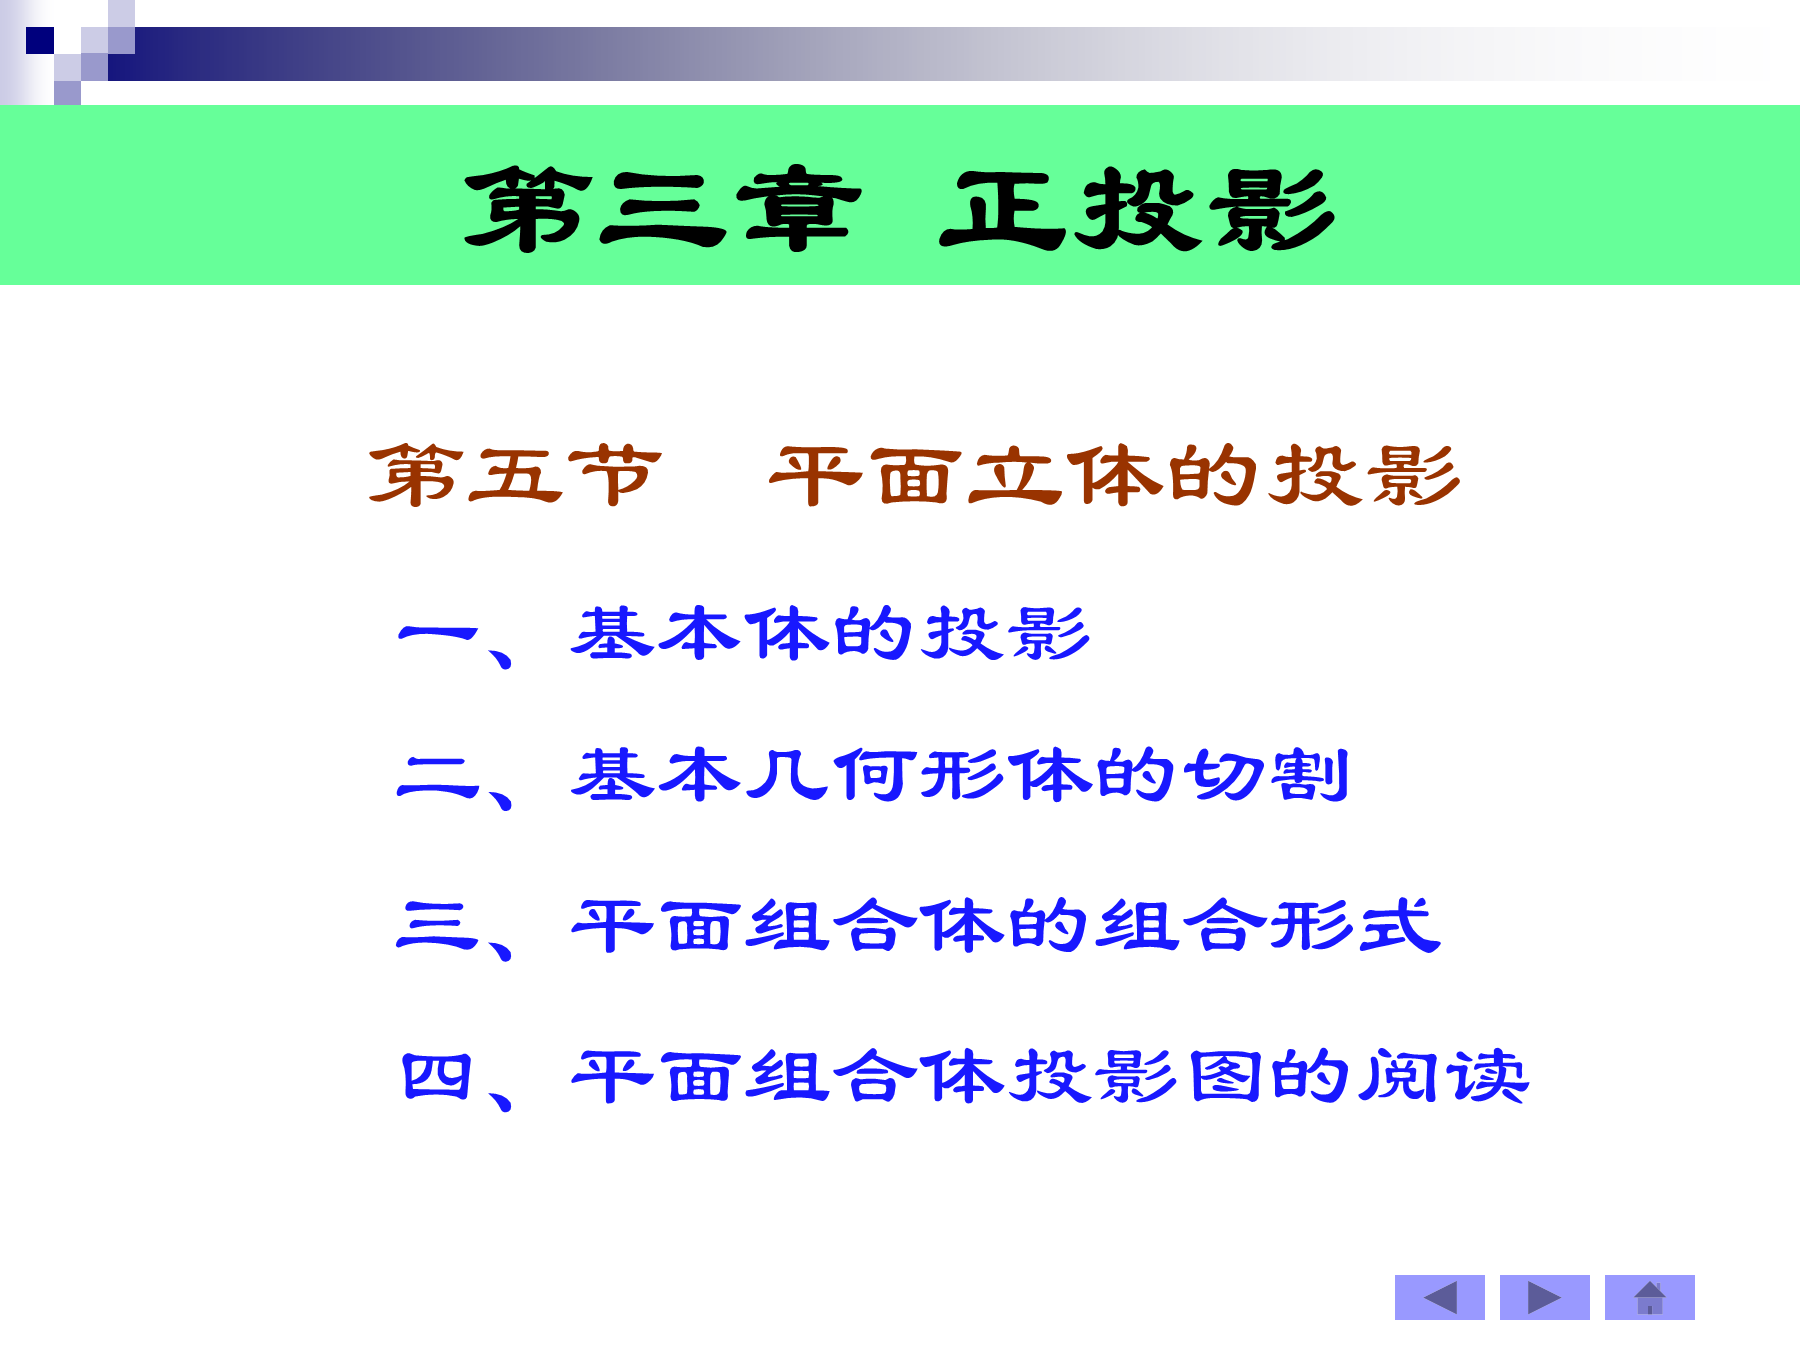 第三章 正投影
第五节 平面立体的投影
一、基本体的投影
二、基本几何形体的切割
三、平面组合体的组合形式
四、平面组合体投影图的阅读